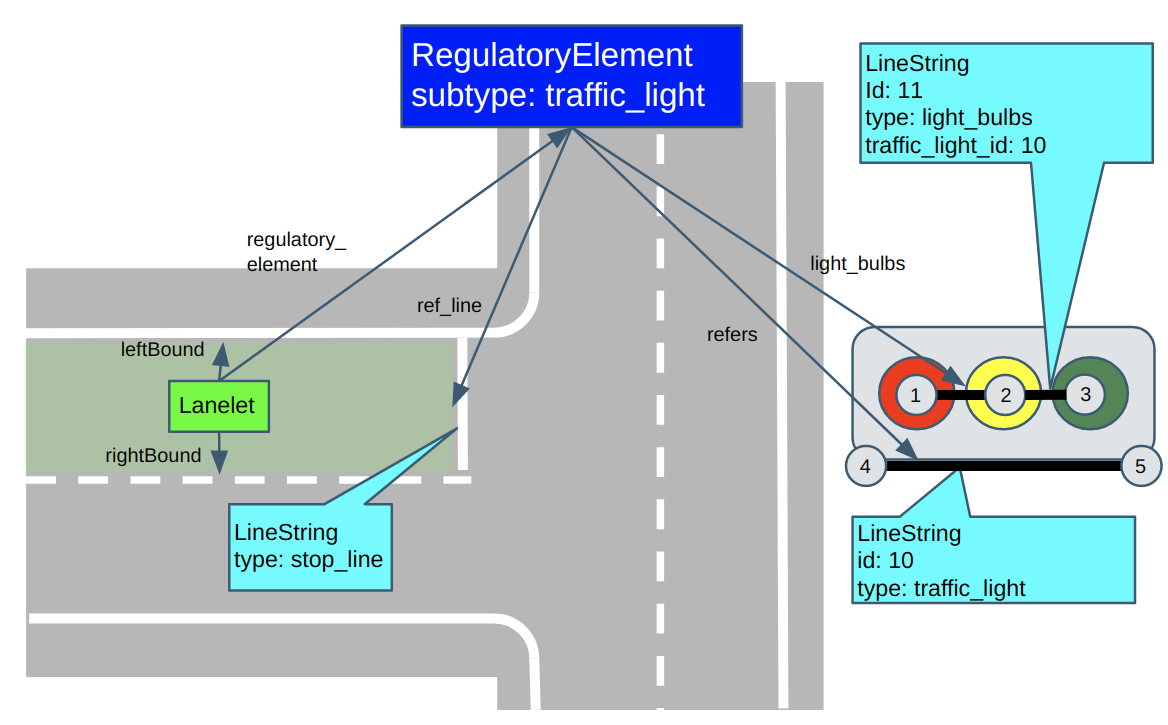 RegulatoryElement
subtype: traffic_light
LineString
Id: 11
type: light_bulbs
traffic_light_id: 10
regulatory_
element
light_bulbs
ref_line
refers
leftBound
Lanelet
rightBound
1
2
3
4
5
LineString
type: stop_line
LineString
id: 10
type: traffic_light